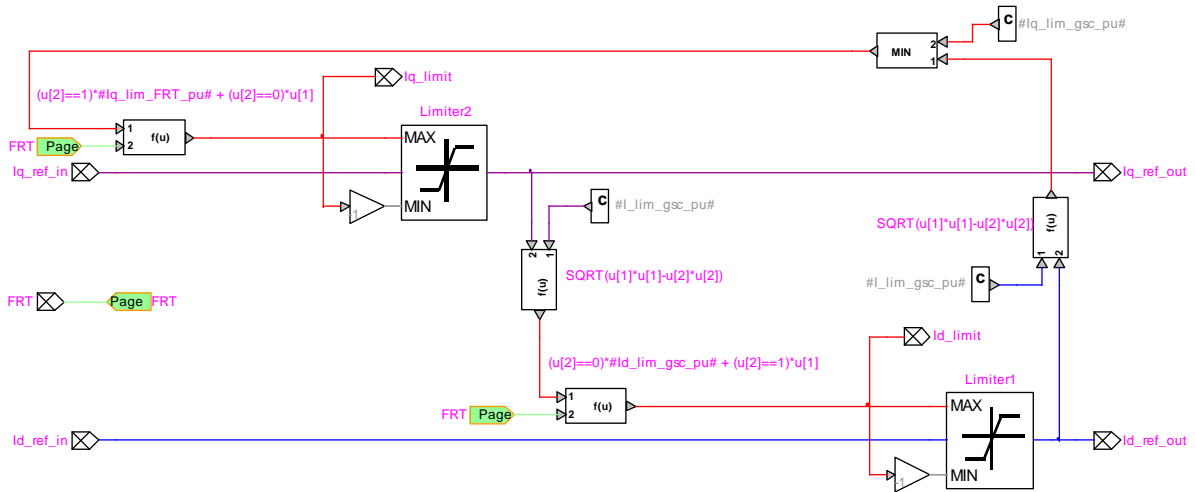 C
#Iq_lim_gsc_pu#
MIN
2
1
Iq_limit
(u[2]==1)*#Iq_lim_FRT_pu# + (u[2]==0)*u[1]
Limiter2
1
2
f(u)
MAX
FRT
Page
Iq_ref_in
Iq_ref_out
-1
MIN
C
#I_lim_gsc_pu#
SQRT(u[1]*u[1]-u[2]*u[2])
f(u)
1
2
2
1
f(u)
SQRT(u[1]*u[1]-u[2]*u[2])
#I_lim_gsc_pu#
C
FRT
Page
FRT
Id_limit
(u[2]==0)*#Id_lim_gsc_pu# + (u[2]==1)*u[1]
Limiter1
1
2
f(u)
MAX
FRT
Page
Id_ref_in
Id_ref_out
-1
MIN